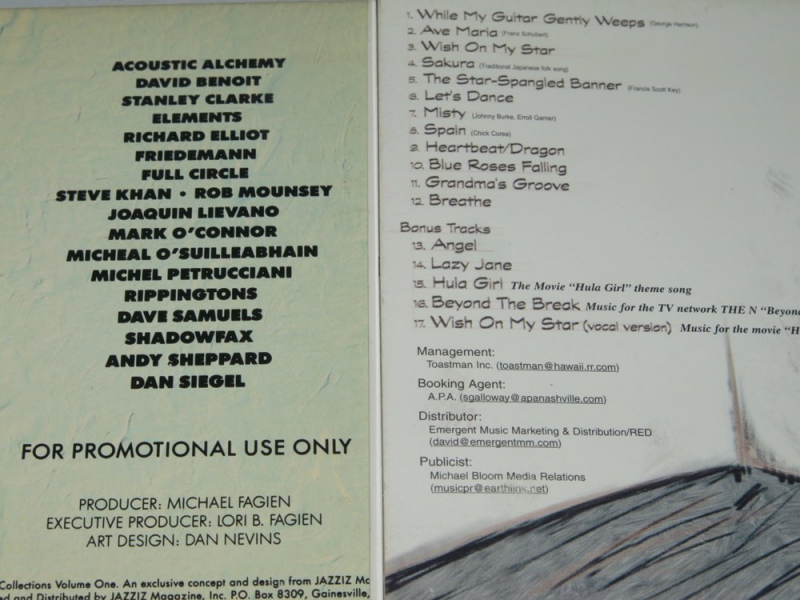 ACOUSTIC ALCHEMY
DAVID BENOIT
STANLEY CLARKE
ELEMENTS
RICHARD ELLIOT
FRIEDEMANN
FULL CIRCLE
STEVE KHAN • ROB MOUNSEY
JOAQUIN LIEVANO
MARK O'CONNOR
MICHEAL O'SUILLEABHAIN
MICHEL PETRUCCIANI
RIPPINGTONS
DAVE SAMUELS
SHADOWFAX
ANDY SHEPPARD
DAN SIEGEL
FOR PROMOTIONAL USE ONLY
PRODUCER: MICHAEL FAGIEN
EXECUTIVE PRODUCER: LORI B. FAGIEN
ART DESIGN: DAN NEVINS
Collections Volume One. An exclusive concept and design from JAZZIZ
and Distributed by JAZZIZ Magazine, Inc. P.O. Box 8309, Gainesville,
1. While My Guitar Gently Weeps (George Harrison)
2. Ave Maria (Franz Schubert)
3. Wish On My Star
4. Sakura (Traditional Japanese folk song)
5. The Star-Spangled Banner (Francis Scott Key)
6. Let's Dance
7. Misty (Johnny Burke, Erroll Garner)
8. Spain (Chick Corea)
9. Heartbeat/Dragon
10. Blue Roses Falling
11. Grandma's Groove
12. Breathe
Bonus Tracks
13. Angel
14. Lazy Jane
15. Hula Girl The Movie "Hula Girl" theme song
16. Beyond The Break Music for the TV network THE N "Beyon
17. Wish On My Star (vocal version) Music for the movie "H
Management:
Toastman Inc. (toastman@hawaii.rr.com)
Booking Agent:
A.P.A. (sgalloway@apanashville.com)
Distributor:
Emergent Music Marketing & Distribution/RED
(david@emergentmm.com)
Publicist:
Michael Bloom Media Relations
(musicpr@earthlink.net)